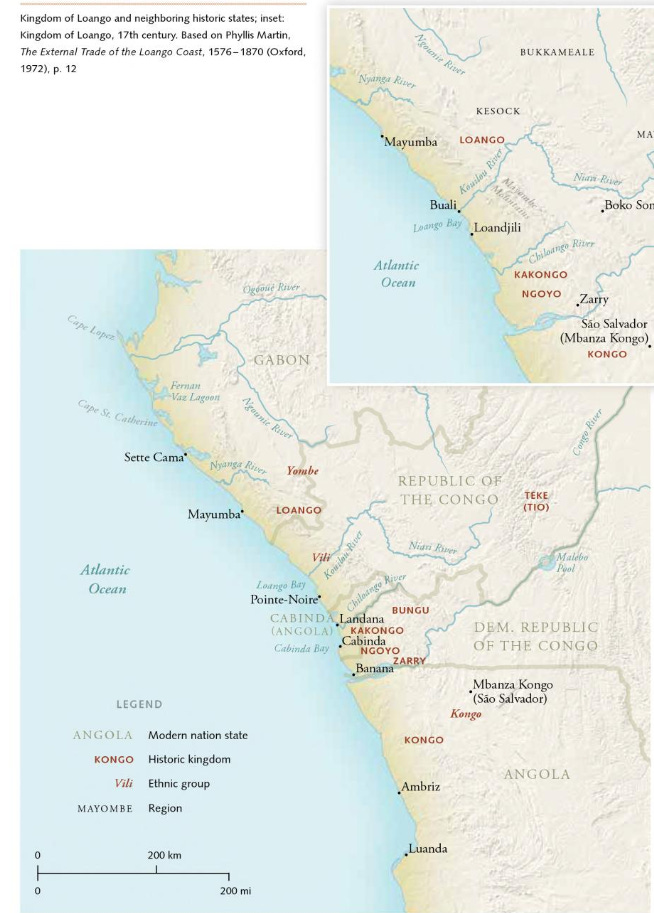 Kingdom of Loango and neighboring historic states; inset:
Kingdom of Loango, 17th century. Based on Phyllis Martin,
The External Trade of the Loango Coast, 1576–1870 (Oxford,
1972), p. 12
Ngounie River
BUKKAMEALE
Nyanga River
KESOCK
Mayumba
LOANGO
Kouilou River
Mayombe
Mountains
Niari River
Buali
Loango Bay
Loandjili
Chiloango River
Atlantic
Ocean
KAKONGO
NGOYO
Zarry
São Salvador
(Mbanza Kongo)
KONGO
Ogooué River
Cape Lopez
GABON
Fernan
Vaz Lagoon
Cape St. Catherine
Ngounie River
Sette Cama
Nyanga River
Yombe
REPUBLIC OF
THE CONGO
Congo River
TEKE
(TIO)
Mayumba
LOANGO
Vili
Kouilou River
Niari River
Malebo
Pool
Atlantic
Ocean
Loango Bay
Pointe-Noire
Chiloango River
CABINDA
(ANGOLA)
Landana
BUNGU
KAKONGO
Cabinda
Cabinda Bay
NGOYO
ZARRY
DEM. REPUBLIC
OF THE CONGO
Banana
Mbanza Kongo
(São Salvador)
Kongo
KONGO
ANGOLA
Ambriz
Luanda
LEGEND
ANGOLA Modern nation state
KONGO Historic kingdom
Vili Ethnic group
MAYOMBE Region
0 200 km
0 200 mi